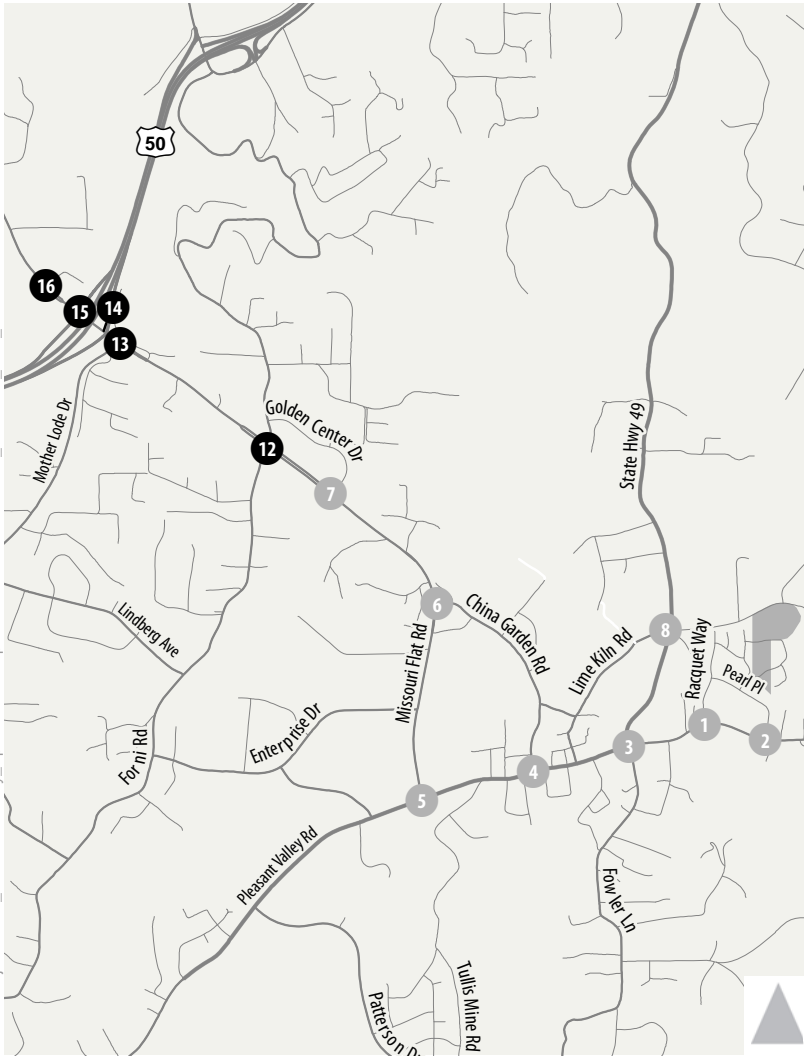 50
16
15
14
13
Mother Lode Dr
Golden Center Dr
12
7
State Hwy 49
6
China Garden Rd
Lindberg Ave
Missouri Flat Rd
Lime Kiln Rd
8
Racquet Way
Pearl Pl
Enterprise Dr
Forni Rd
1
2
3
4
5
Pleasant Valley Rd
Fowler Ln
Patterson Dr
Tullis Mine Rd